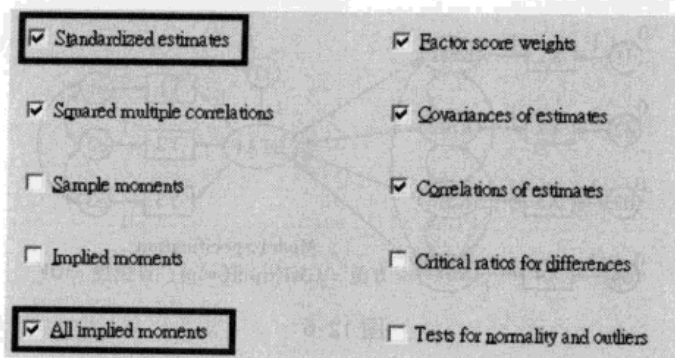 Standardized estimates
Factor score weights
Squared multiple correlations
Covariances of estimates
Sample moments
Correlations of estimates
Implied moments
Critical ratios for differences
All implied moments
Tests for normality and outliers